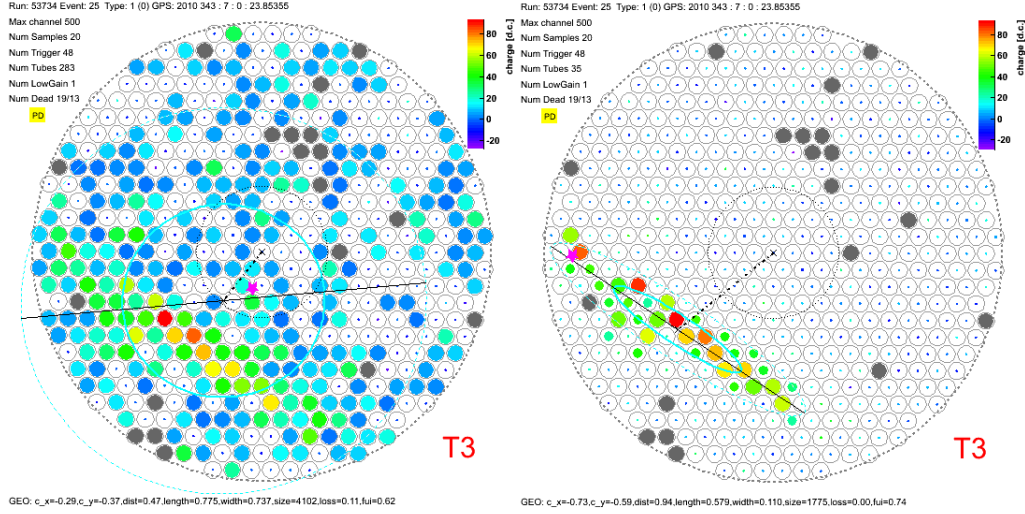 Run: 53734 Event: 25 Type: 1 (0) GPS: 2010 343 : 7 : 0 : 23.85355
Max channel 500
Num Samples 20
Num Trigger 48
Num Tubes 283
Num LowGain 1
Num Dead 19/13
PD
80
60
40
20
0
-20
charge [d.c.]
T3
GEO: c_x=-0.29,c_y=-0.37,dist=0.47,length=0.775,width=0.737,size=4102,loss=0.11,fui=0.62
Run: 53734 Event: 25 Type: 1 (0) GPS: 2010 343 : 7 : 0 : 23.85355
Max channel 500
Num Samples 20
Num Trigger 48
Num Tubes 35
Num LowGain 1
Num Dead 19/13
PD
80
60
40
20
0
-20
charge [d.c.]
T3
GEO: c_x=-0.73,c_y=-0.59,dist=0.94,length=0.579,width=0.110,size=1775,loss=0.00,fui=0.74